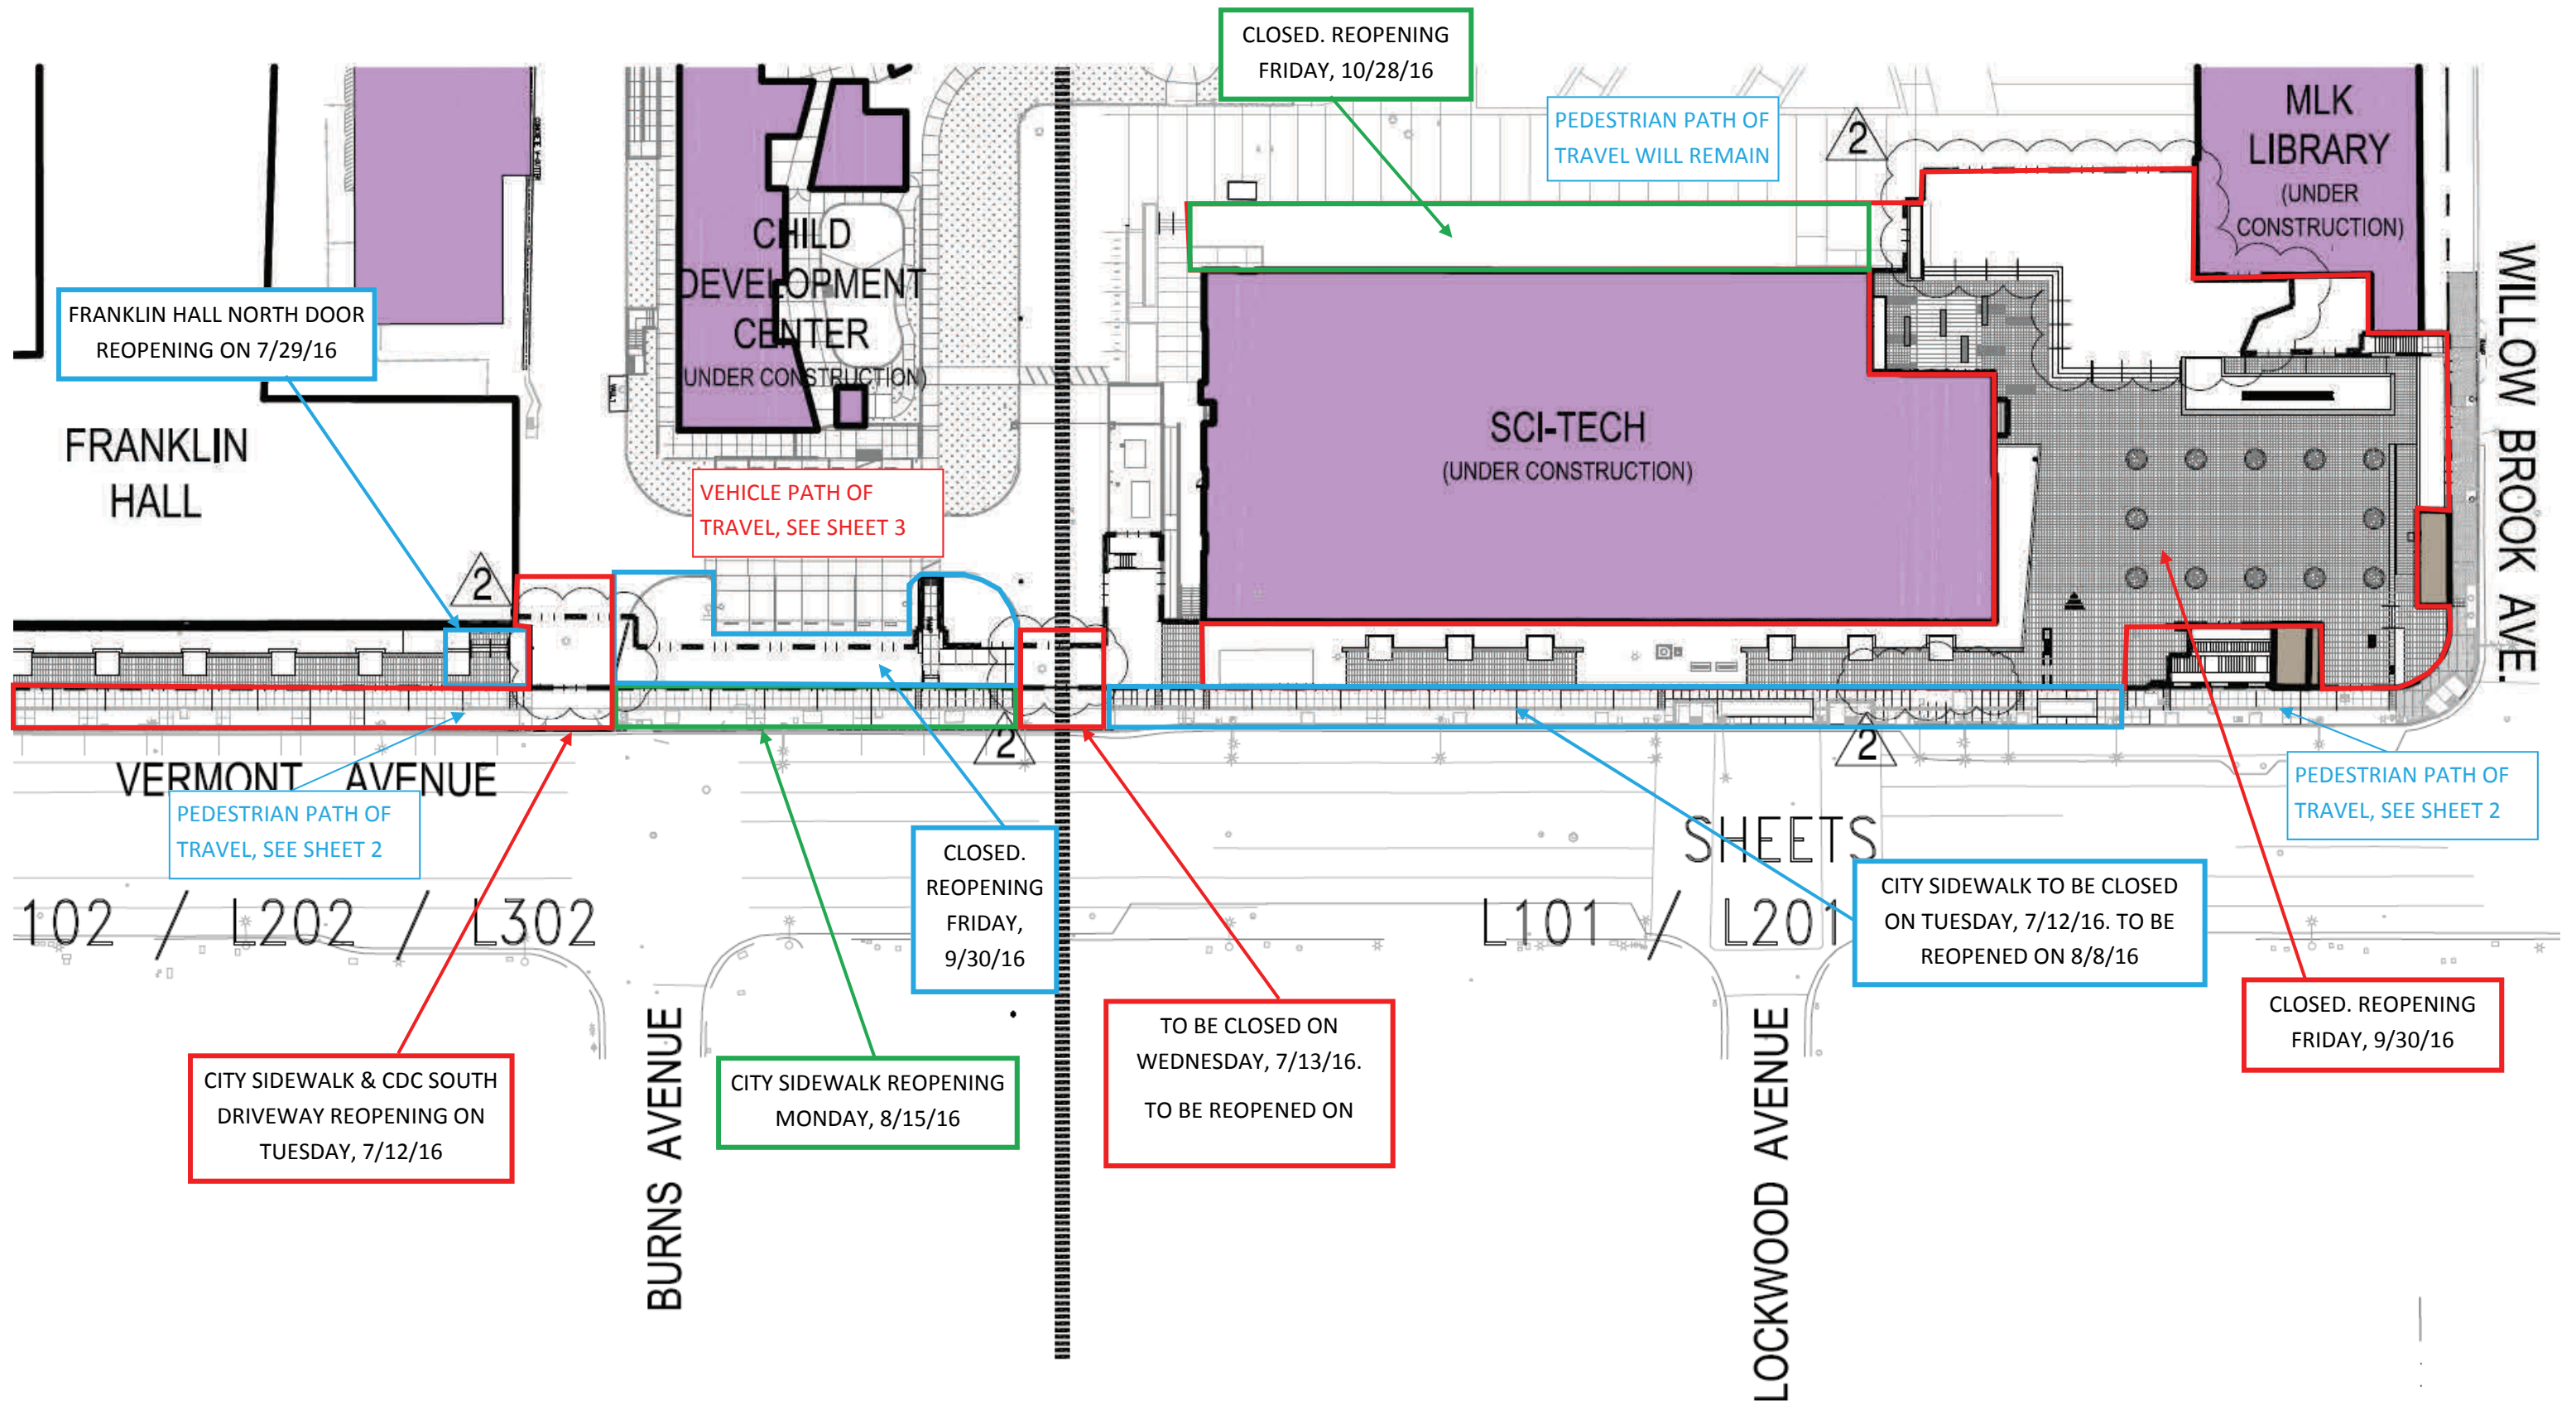 CLOSED. REOPENING
FRIDAY, 10/28/16
PEDESTRIAN PATH OF
TRAVEL WILL REMAIN
2
MLK
LIBRARY
(UNDER
CONSTRUCTION)
WILLOW BROOK AVE.
CHILD
DEVELOPMENT
CENTER
(UNDER CONSTRUCTION)
FRANKLIN HALL NORTH DOOR
REOPENING ON 7/29/16
FRANKLIN
HALL
SCI-TECH
(UNDER CONSTRUCTION)
VEHICLE PATH OF
TRAVEL, SEE SHEET 3
2
2
2
VERMONT AVENUE
PEDESTRIAN PATH OF
TRAVEL, SEE SHEET 2
PEDESTRIAN PATH OF
TRAVEL, SEE SHEET 2
102 / L202 / L302
SHEETS
L101 / L201
CLOSED.
REOPENING
FRIDAY,
9/30/16
CITY SIDEWALK TO BE CLOSED
ON TUESDAY, 7/12/16. TO BE
REOPENED ON 8/8/16
CLOSED. REOPENING
FRIDAY, 9/30/16
TO BE CLOSED ON
WEDNESDAY, 7/13/16.
TO BE REOPENED ON
CITY SIDEWALK & CDC SOUTH
DRIVEWAY REOPENING ON
TUESDAY, 7/12/16
CITY SIDEWALK REOPENING
MONDAY, 8/15/16
BURNS AVENUE
LOCKWOOD AVENUE